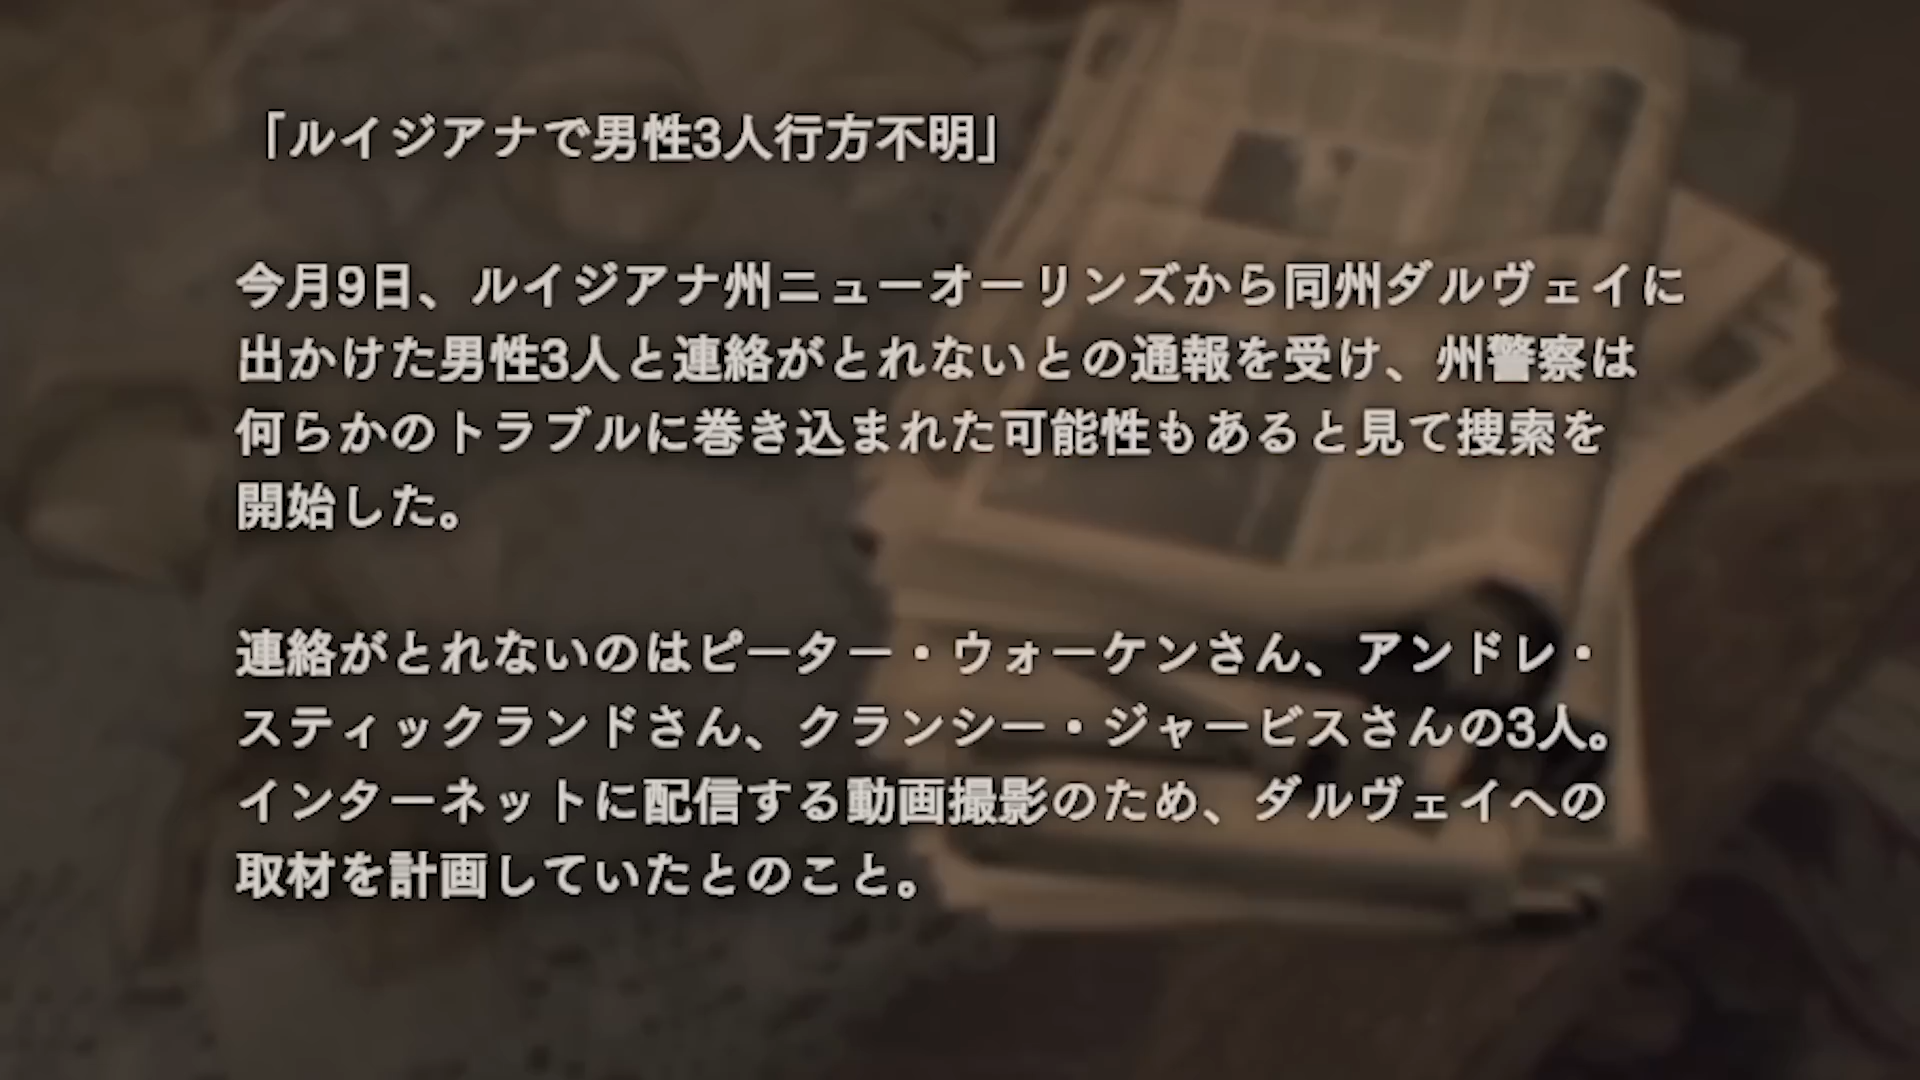 「ルイジアナで男性3人行方不明」
今月9日、ルイジアナ州ニューオーリンズから同州ダルヴェイに
出かけた男性3人と連絡がとれないとの通報を受け、州警察は
何らかのトラブルに巻き込まれた可能性もあると見て捜索を
開始した。
連絡がとれないのはピーター・ウォーケンさん、アンドレ・
スティックランドさん、クランシー・ジャービスさんの3人。
インターネットに配信する動画撮影のため、ダルヴェイへの
取材を計画していたとのこと。